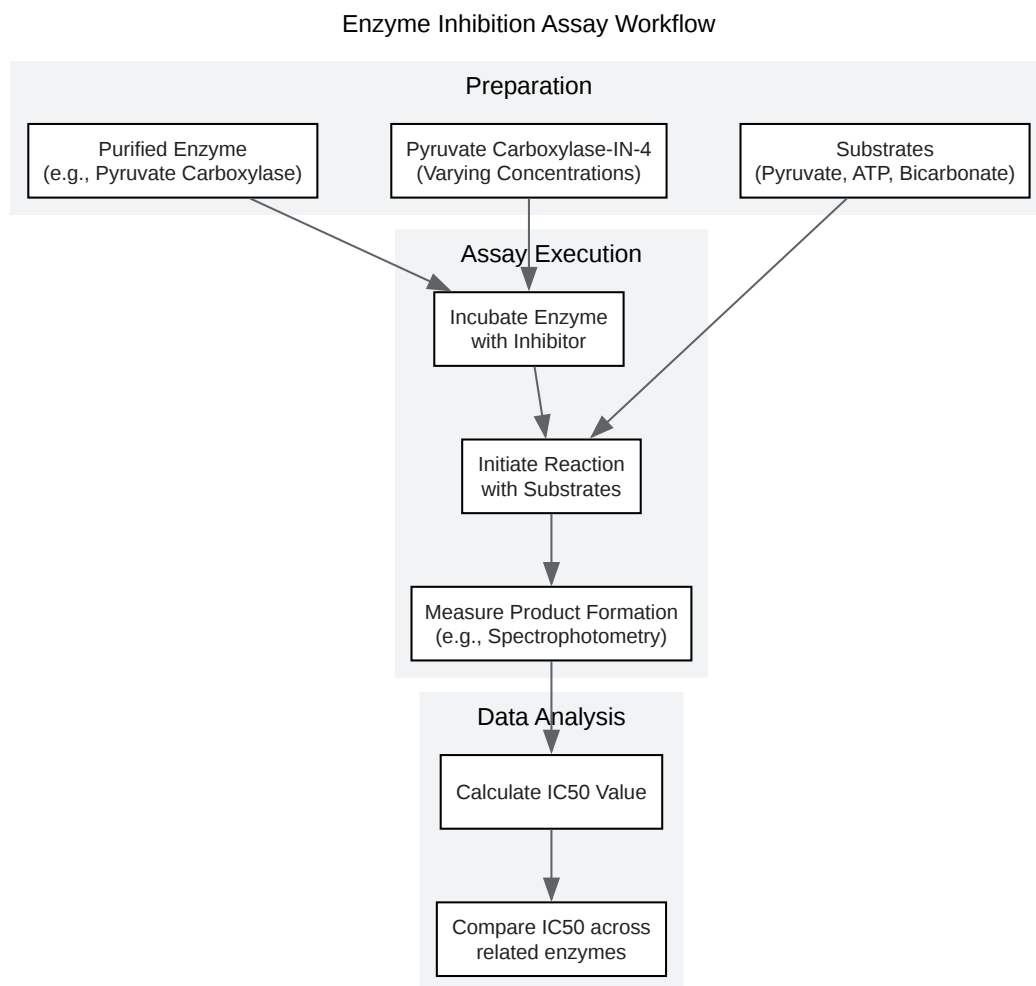 Enzyme Inhibition Assay Workflow
Preparation
Purified Enzyme
(e.g., Pyruvate Carboxylase)
Pyruvate Carboxylase-IN-4
(Varying Concentrations)
Substrates
(Pyruvate, ATP, Bicarbonate)
Assay Execution
Incubate Enzyme
with Inhibitor
Initiate Reaction
with Substrates
Measure Product Formation
(e.g., Spectrophotometry)
Data Analysis
Calculate IC50 Value
Compare IC50 across
related enzymes